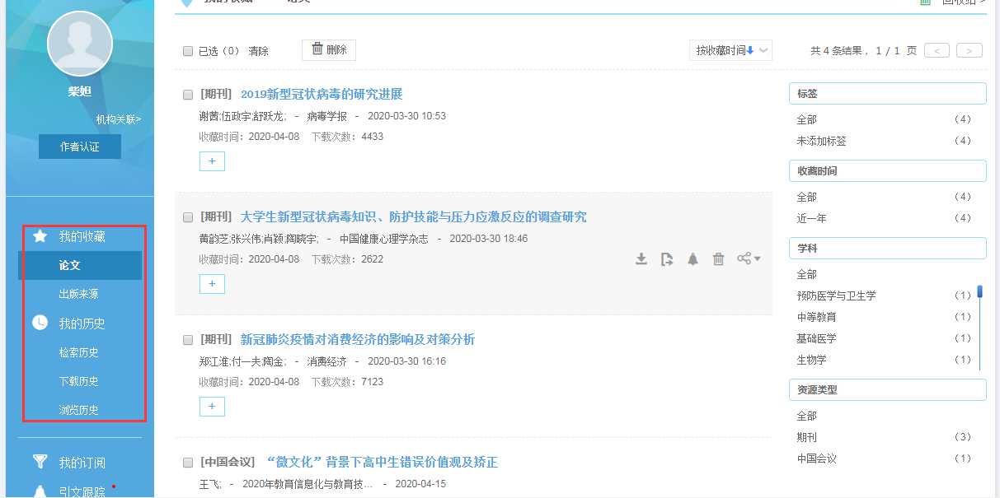 我的收藏 论文 回收站 >
柴妲
机构关联>
作者认证
我的收藏
论文
出版来源
我的历史
检索历史
下载历史
浏览历史
我的订阅
引文跟踪
已选（0） 清除 删除 按收藏时间 共 4 条结果， 1 / 1 页 < >
[期刊] 2019新型冠状病毒的研究进展
谢茜;伍政宇;舒跃龙; - 病毒学报 - 2020-03-30 10:53
收藏时间：2020-04-08 下载次数：4433
+
[期刊] 大学生新型冠状病毒知识、防护技能与压力应激反应的调查研究
黄韵芝;张兴伟;肖颖;陶晓宇; - 中国健康心理学杂志 - 2020-03-30 18:46
收藏时间：2020-04-08 下载次数：2622
+
[期刊] 新冠肺炎疫情对消费经济的影响及对策分析
郑江淮;付一夫;陶金; - 消费经济 - 2020-03-30 16:16
收藏时间：2020-04-08 下载次数：7123
+
[中国会议] “微文化”背景下高中生错误价值观及矫正
王飞; - 2020年教育信息化与教育技... - 2020-04-15
标签
全部 （4）
未添加标签 （4）
收藏时间
全部 （4）
近一年 （4）
学科
全部
预防医学与卫生学 （1）
中等教育 （1）
基础医学 （1）
生物学 （1）
资源类型
全部
期刊 （3）
中国会议 （1）